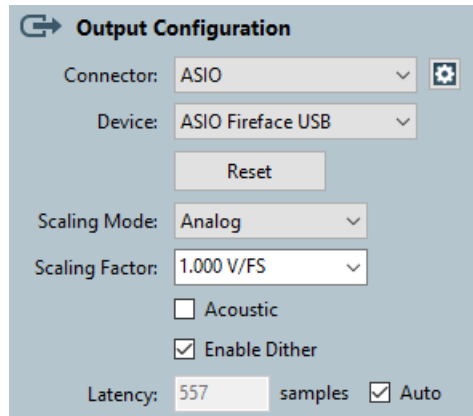 Output Configuration
Connector: ASIO
Device: ASIO Fireface USB
Reset
Scaling Mode: Analog
Scaling Factor: 1.000 V/FS
Acoustic
Enable Dither
Latency: 557 samples Auto